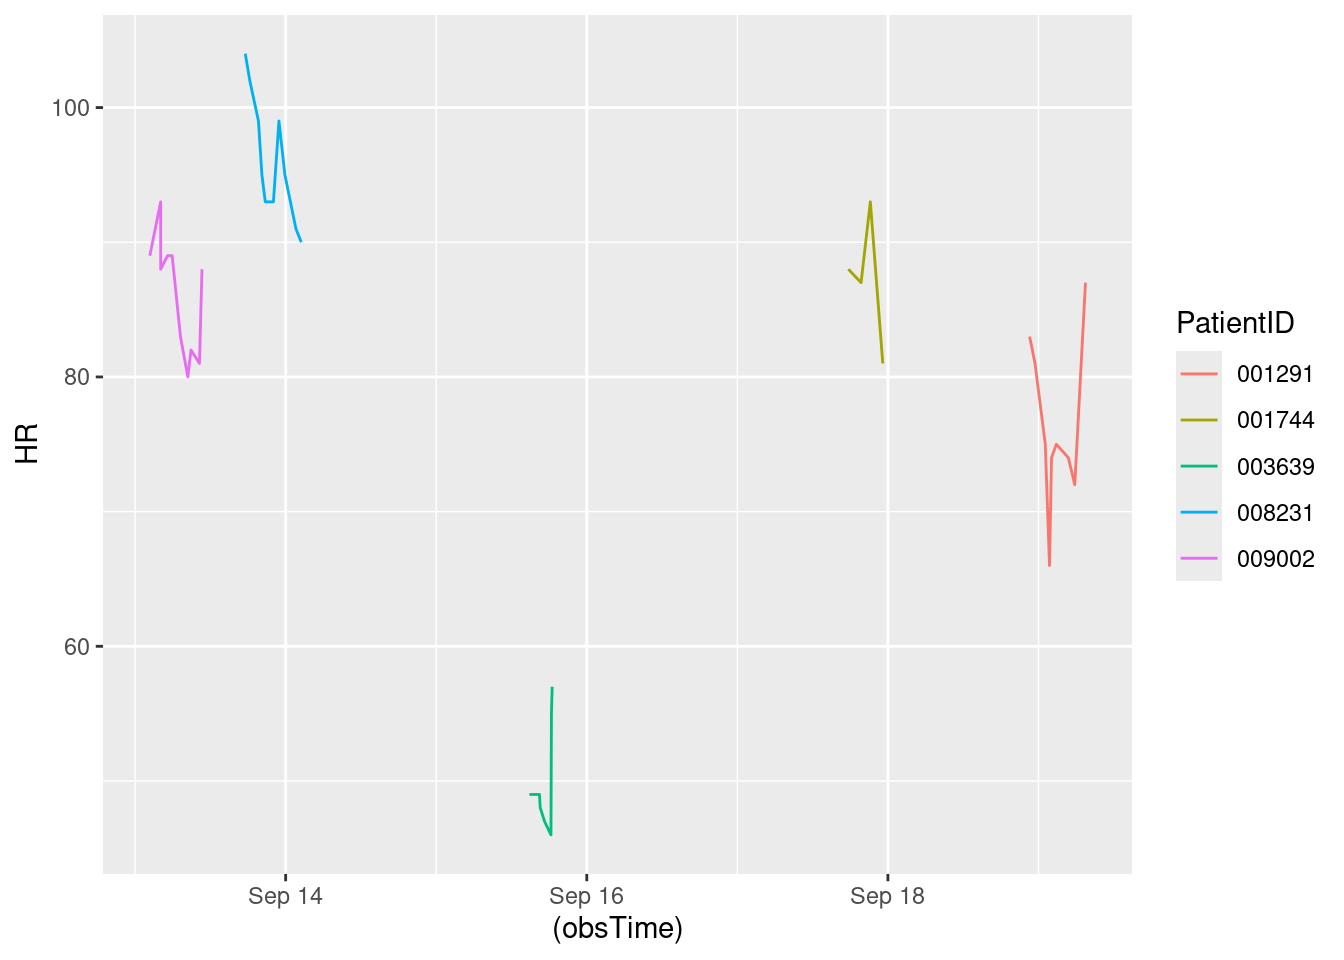 HR
100
80
60
Sep 14
Sep 16
Sep 18
(obsTime)
PatientID
001291
001744
003639
008231
009002